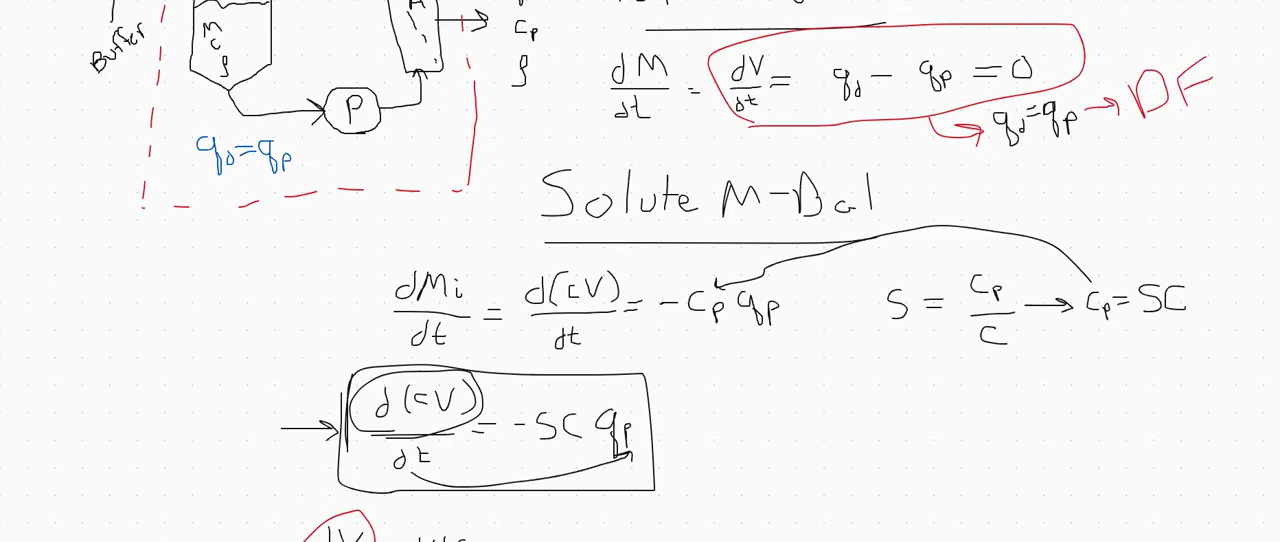 Buffer
M
C
ρ
P
C_p
ρ
q_d=q_p
dM/dt = dV/dt = q_d − q_p = 0
q_d=q_p → DF
Solute M-Bal
dMi/dt = d(CV)/dt = −C_p q_p
S = C_p/C → C_p=SC
→ d(CV)/dt = −SC q_p